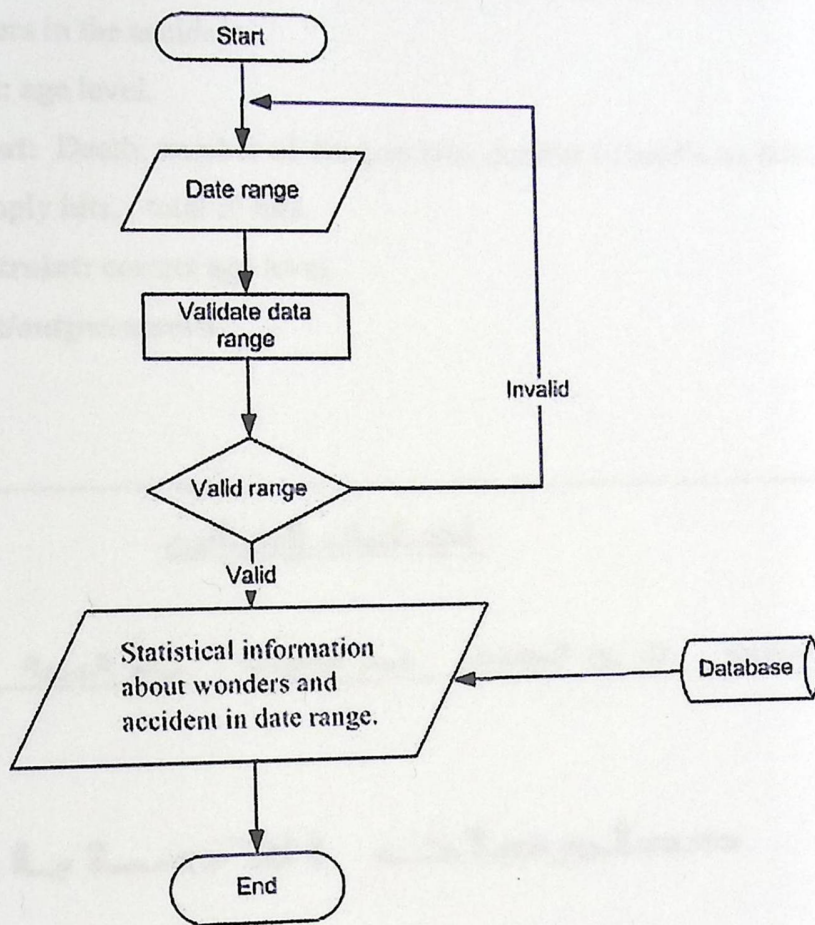 Start
Date range
Validate data
range
Invalid
Valid range
Valid
Statistical information
about wonders and
accident in date range.
Database
End